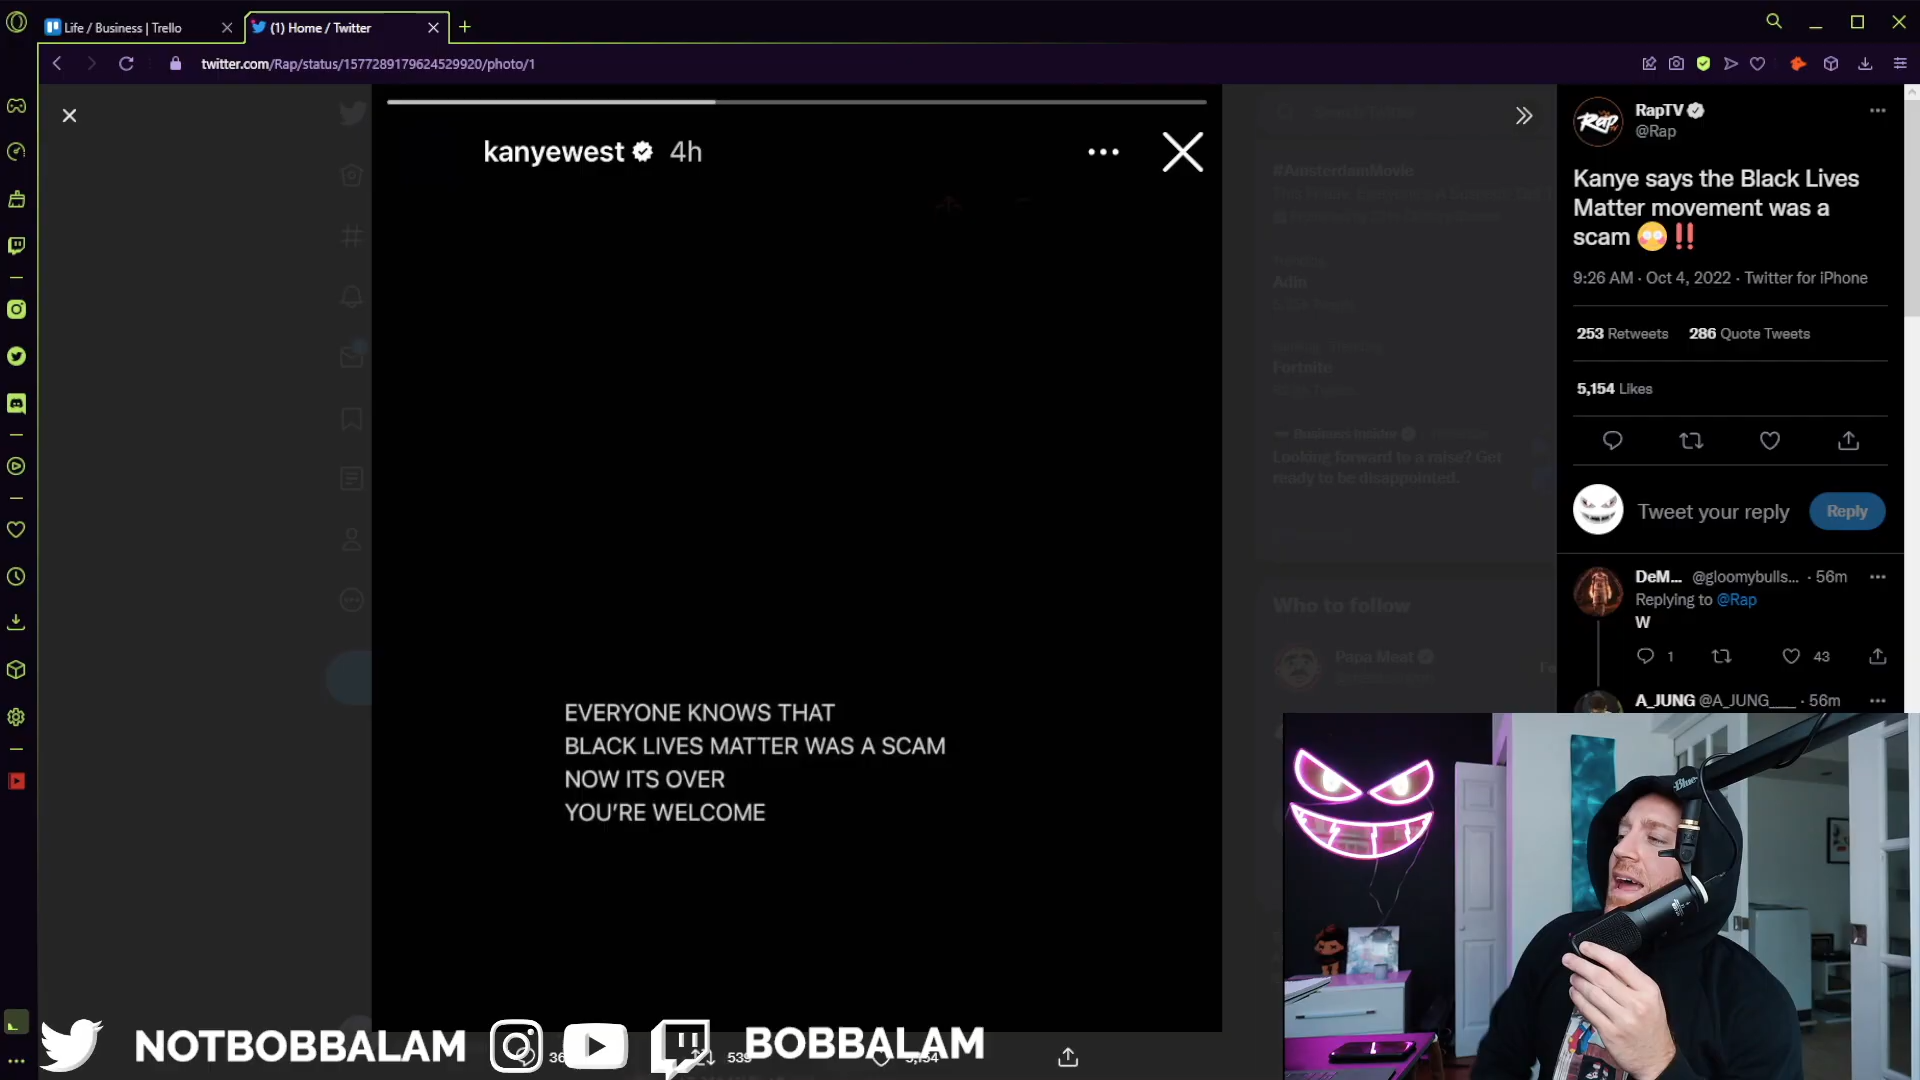 Life / Business | Trello
(1) Home / Twitter
twitter.com/Rap/status/1577289179624529920/photo/1
kanyewest 4h
EVERYONE KNOWS THAT
BLACK LIVES MATTER WAS A SCAM
NOW ITS OVER
YOU'RE WELCOME
#AmsterdamMovie
Adin
Fortnite
Business Insider
Looking forward to a raise? Get
ready to be disappointed.
Who to follow
Papa Meat
RapTV
@Rap
Kanye says the Black Lives
Matter movement was a
scam 😳‼️
9:26 AM · Oct 4, 2022 · Twitter for iPhone
253 Retweets 286 Quote Tweets
5,154 Likes
Tweet your reply
Reply
DeM... @gloomybulls... · 56m
Replying to @Rap
W
1 43
A_JUNG @A_JUNG___ · 56m
Blue
NOTBOBBALAM
BOBBALAM